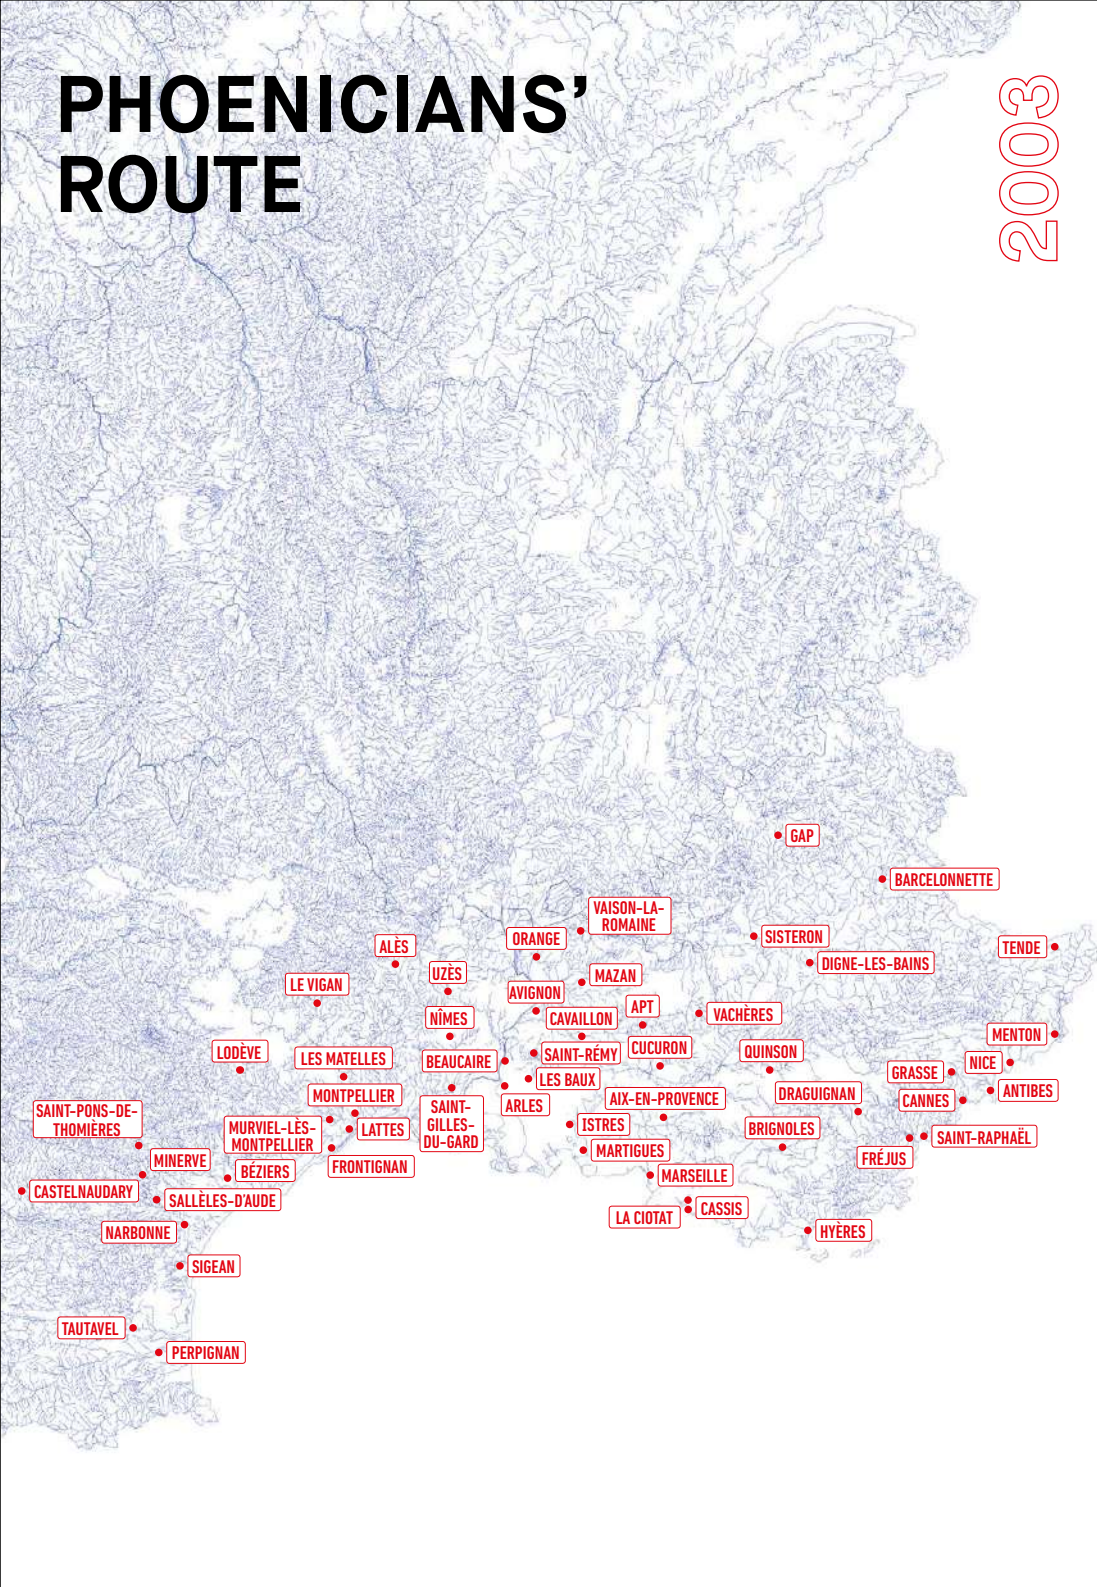 PHOENICIANS’
ROUTE
2003
GAP
BARCELONNETTE
VAISON-LA-
ROMAINE
ORANGE
SISTERON
ALÈS
TENDE
DIGNE-LES-BAINS
UZÈS
MAZAN
LE VIGAN
AVIGNON
APT
VACHÈRES
NÎMES
CAVAILLON
MENTON
LODÈVE
LES MATELLES
BEAUCAIRE
SAINT-RÉMY
CUCURON
QUINSON
NICE
GRASSE
LES BAUX
ANTIBES
MONTPELLIER
DRAGUIGNAN
AIX-EN-PROVENCE
CANNES
ARLES
SAINT-PONS-DE-
THOMIÈRES
SAINT-
GILLES-
DU-GARD
MURVIEL-LÈS-
MONTPELLIER
LATTES
ISTRES
BRIGNOLES
SAINT-RAPHAËL
MARTIGUES
FRÉJUS
MINERVE
FRONTIGNAN
BÉZIERS
MARSEILLE
CASTELNAUDARY
SALLÈLES-D’AUDE
CASSIS
LA CIOTAT
NARBONNE
HYÈRES
SIGEAN
TAUTAVEL
PERPIGNAN